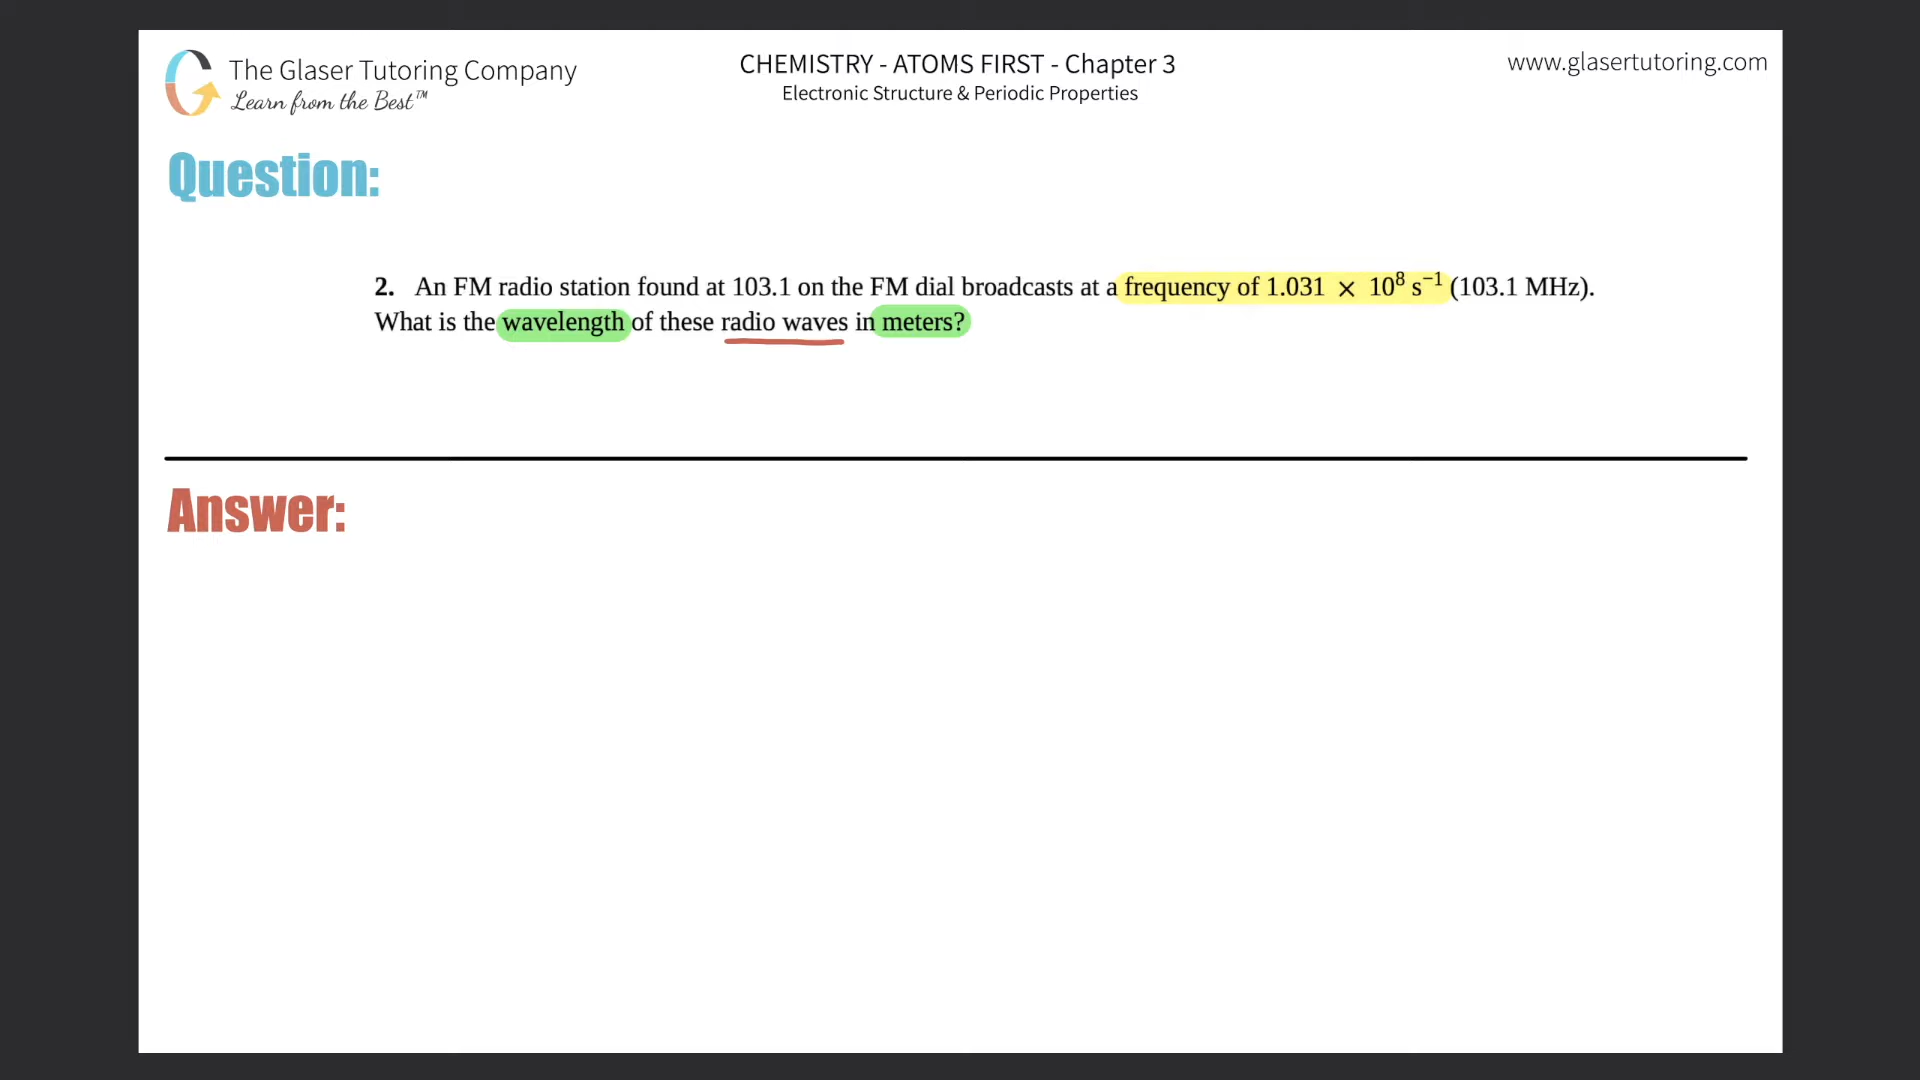 The Glaser Tutoring Company
Learn from the Best™
CHEMISTRY - ATOMS FIRST - Chapter 3
Electronic Structure & Periodic Properties
www.glasertutoring.com
Question:
2. An FM radio station found at 103.1 on the FM dial broadcasts at a frequency of 1.031 × 10⁸ s⁻¹ (103.1 MHz).
What is the wavelength of these radio waves in meters?
Answer: